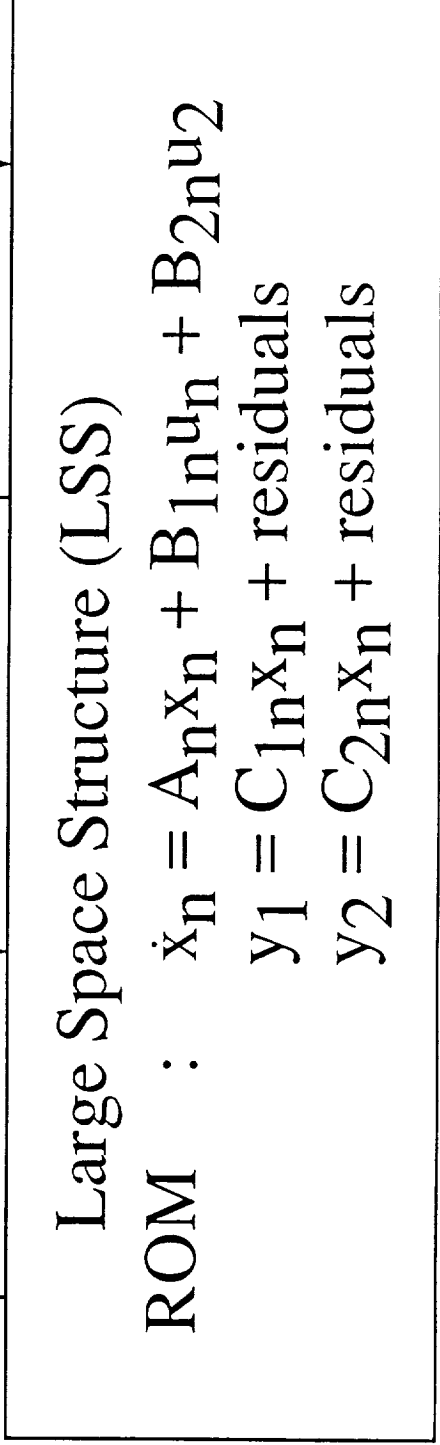 Large Space Structure (LSS)
ROM : ẋn = Anxn + B1nun + B2nu2
y1 = C1nxn + residuals
y2 = C2nxn + residuals